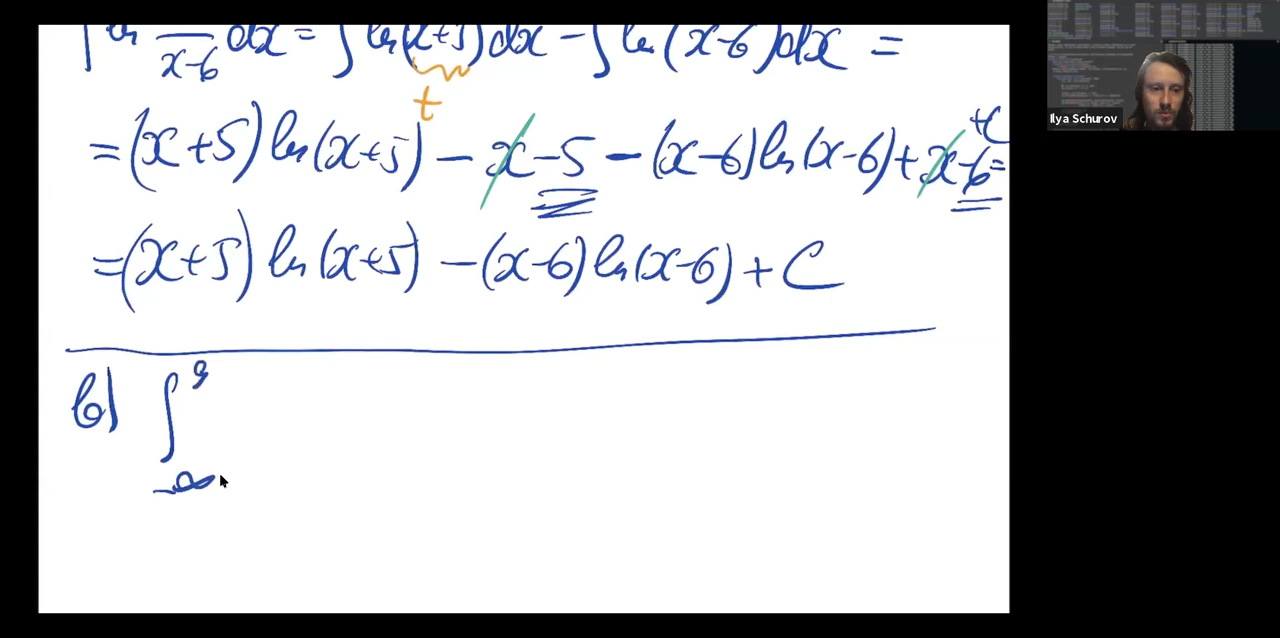 ∫ ln ／(x-6) dx = ∫ ln(x+5) dx - ∫ ln(x-6) dx =
t
= (x+5) ln(x+5) - x - 5 - (x-6) ln(x-6) + x - 6 + C =
= (x+5) ln(x+5) - (x-6) ln(x-6) + C
b) ∫_{-∞}^{9}
Ilya Schurov